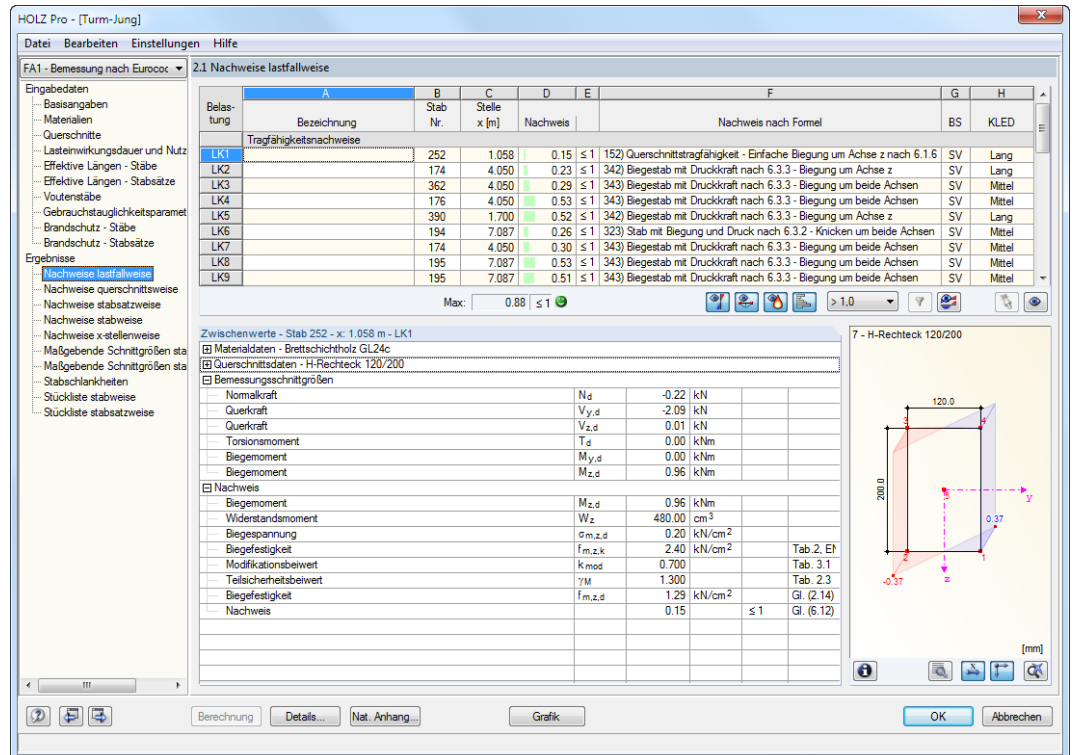 HOLZ Pro - [Turm-Jung]
Datei Bearbeiten Einstellungen Hilfe
FA1 - Bemessung nach Eurococ
2.1 Nachweise lastfallweise
Eingabedaten
Basisangaben
Materialien
Querschnitte
Lasteinwirkungsdauer und Nutz
Effektive Längen - Stäbe
Effektive Längen - Stabsätze
Voutenstäbe
Gebrauchstauglichkeitsparamet
Brandschutz - Stäbe
Brandschutz - Stabsätze
Ergebnisse
Nachweise lastfallweise
Nachweise querschnittsweise
Nachweise stabsatzweise
Nachweise stabweise
Nachweise x-stellenweise
Maßgebende Schnittgrößen sta
Maßgebende Schnittgrößen sta
Stabschlankheiten
Stückliste stabweise
Stückliste stabsatzweise
A B C D E F G H
Belas- Stab Stelle
tung Bezeichnung Nr. x [m] Nachweis Nachweis nach Formel BS KLED
Tragfähigkeitsnachweise
LK1 252 1.058 0.15 ≤ 1 152) Querschnittstragfähigkeit - Einfache Biegung um Achse z nach 6.1.6 SV Lang
LK2 174 4.050 0.23 ≤ 1 342) Biegestab mit Druckkraft nach 6.3.3 - Biegung um Achse z SV Lang
LK3 362 4.050 0.29 ≤ 1 343) Biegestab mit Druckkraft nach 6.3.3 - Biegung um beide Achsen SV Mittel
LK4 176 4.050 0.53 ≤ 1 343) Biegestab mit Druckkraft nach 6.3.3 - Biegung um beide Achsen SV Mittel
LK5 390 1.700 0.52 ≤ 1 342) Biegestab mit Druckkraft nach 6.3.3 - Biegung um Achse z SV Lang
LK6 194 7.087 0.26 ≤ 1 323) Stab mit Biegung und Druck nach 6.3.2 - Knicken um beide Achsen SV Mittel
LK7 174 4.050 0.30 ≤ 1 343) Biegestab mit Druckkraft nach 6.3.3 - Biegung um beide Achsen SV Mittel
LK8 195 7.087 0.53 ≤ 1 343) Biegestab mit Druckkraft nach 6.3.3 - Biegung um beide Achsen SV Mittel
LK9 195 7.087 0.51 ≤ 1 343) Biegestab mit Druckkraft nach 6.3.3 - Biegung um beide Achsen SV Mittel
Max: 0.88 ≤ 1 > 1,0
Zwischenwerte - Stab 252 - x: 1.058 m - LK1
Materialdaten - Brettschichtholz GL24c
Querschnittsdaten - H-Rechteck 120/200
Bemessungsschnittgrößen
Normalkraft Nd -0.22 kN
Querkraft Vy,d -2.09 kN
Querkraft Vz,d 0.01 kN
Torsionsmoment Td 0.00 kNm
Biegemoment My,d 0.00 kNm
Biegemoment Mz,d 0.96 kNm
Nachweis
Biegemoment Mz,d 0.96 kNm
Widerstandsmoment Wz 480.00 cm3
Biegespannung σm,z,d 0.20 kN/cm2
Biegefestigkeit fm,z,k 2.40 kN/cm2 Tab.2, EN
Modifikationsbeiwert kmod 0.700 Tab. 3.1
Teilsicherheitsbeiwert γM 1.300 Tab. 2.3
Biegefestigkeit fm,z,d 1.29 kN/cm2 Gl. (2.14)
Nachweis 0.15 ≤ 1 Gl. (6.12)
7 - H-Rechteck 120/200
120.0
3 4
200.0
y
0.37
2 1
-0.37 z
[mm]
Berechnung Details... Nat. Anhang... Grafik OK Abbrechen